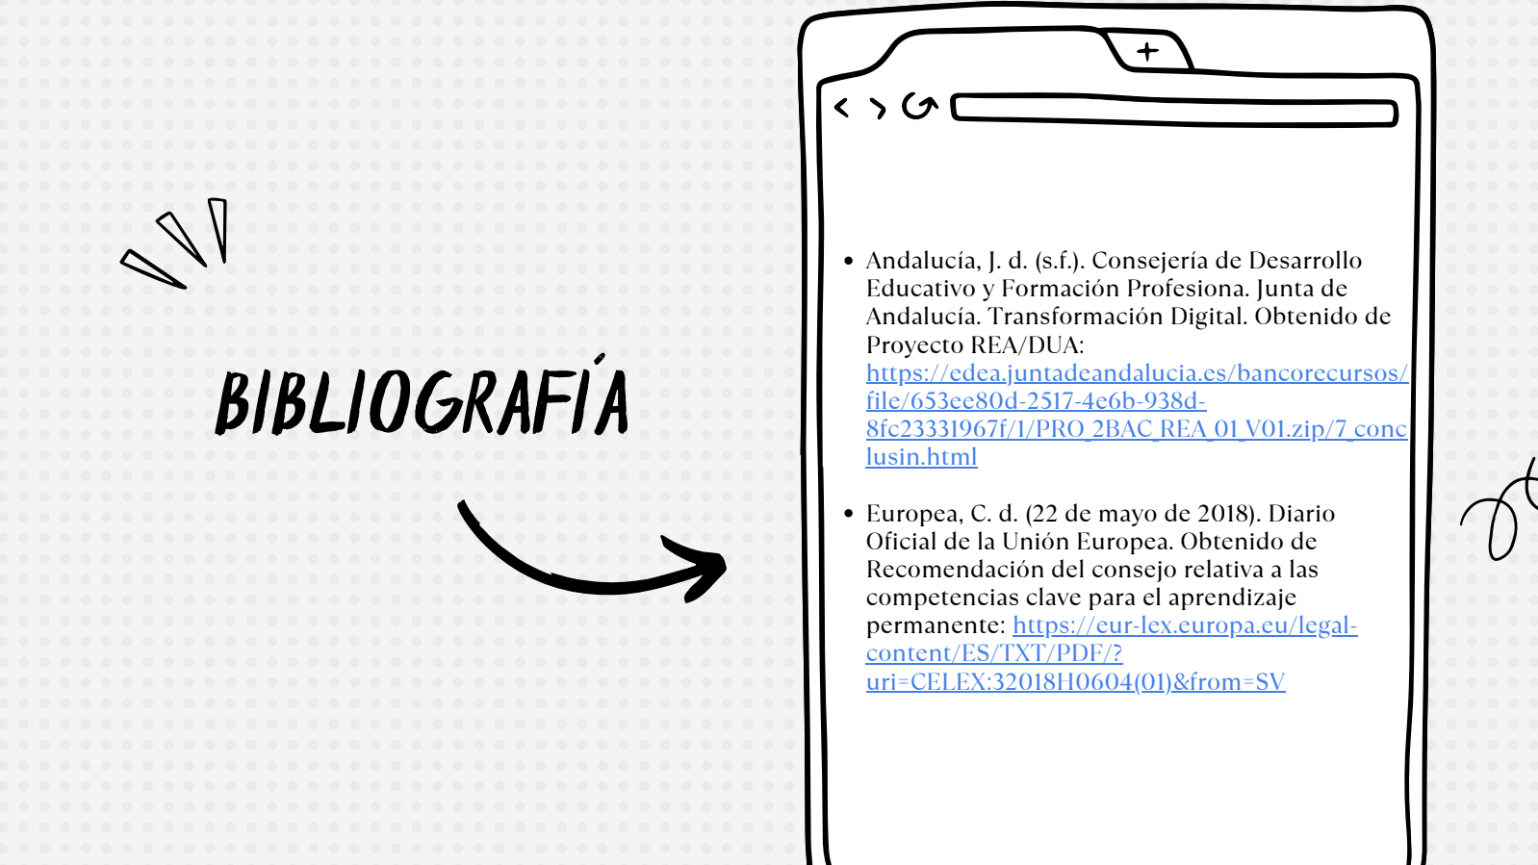 BIBLIOGRAFÍA
Andalucía, J. d. (s.f.). Consejería de Desarrollo
Educativo y Formación Profesiona. Junta de
Andalucía. Transformación Digital. Obtenido de
Proyecto REA/DUA:
https://edea.juntadeandalucia.es/bancorecursos/
file/653ee80d-2517-4e6b-938d-
8fc23331967f/1/PRO_2BAC_REA_01_V01.zip/7_conc
lusin.html
Europea, C. d. (22 de mayo de 2018). Diario
Oficial de la Unión Europea. Obtenido de
Recomendación del consejo relativa a las
competencias clave para el aprendizaje
permanente: https://eur-lex.europa.eu/legal-
content/ES/TXT/PDF/?
uri=CELEX:32018H0604(01)&from=SV